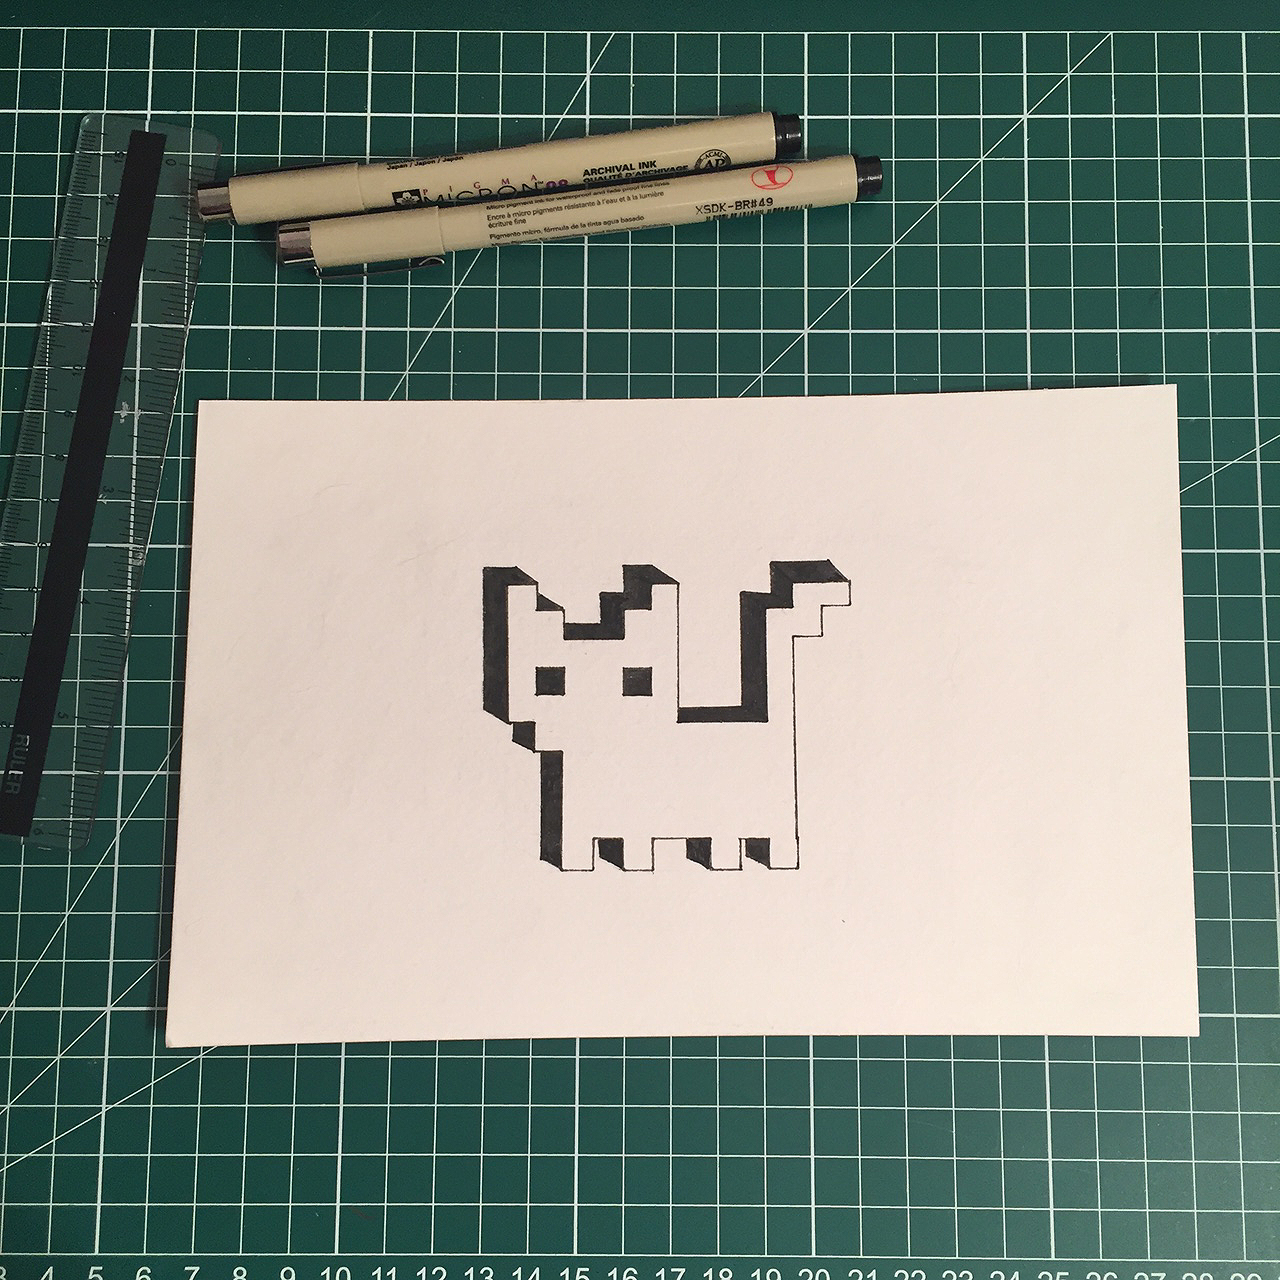 Japan / Japon / Japón
PIGMA
MICRON 08
ARCHIVAL INK
QUALITÉ D'ARCHIVAGE
AP
Micro pigment ink for waterproof and fade proof fine lines
Encre à micro pigments résistante à l'eau et à la lumière
écriture fine
Pigmento micro, fórmula de la tinta agua basado
XSDK-BR#49
RULER
3 4 5 6 7 8 9 10 11 12 13 14 15 16 17 18 19 20 21 22 23 24 25 26 27 28 29